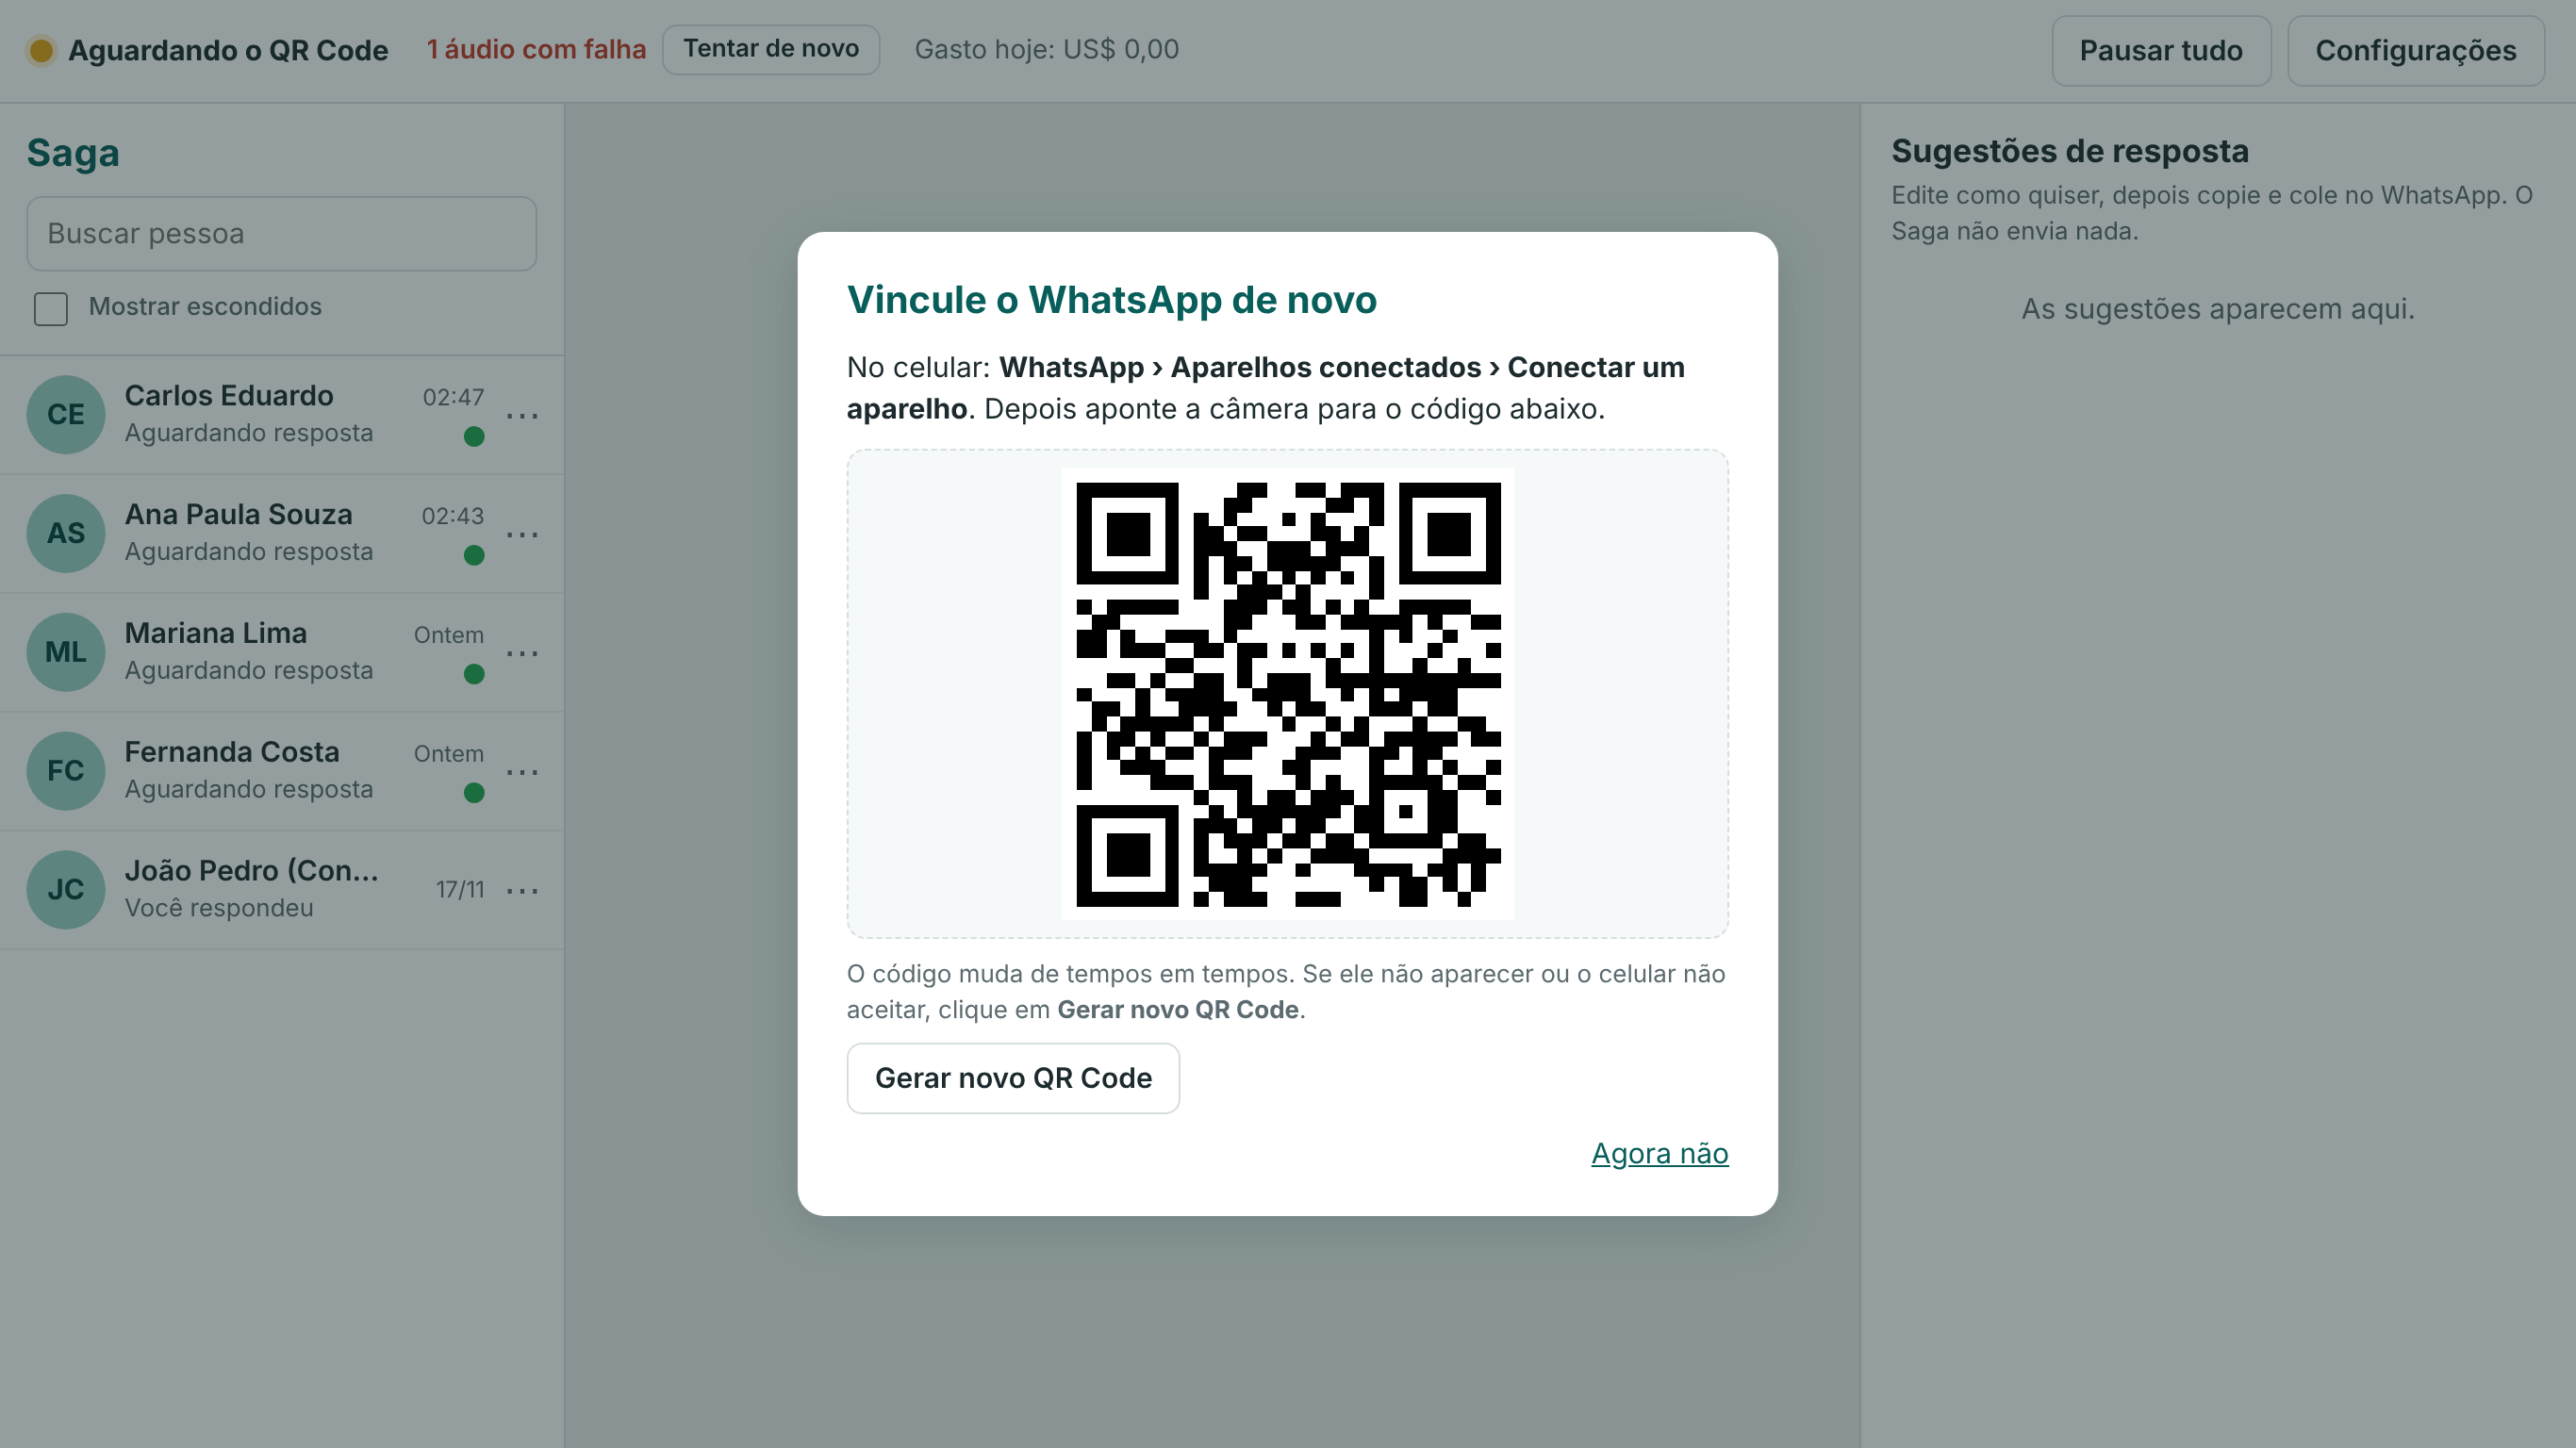 Aguardando o QR Code
1 áudio com falha
Tentar de novo
Gasto hoje: US$ 0,00
Pausar tudo
Configurações
Saga
Buscar pessoa
Mostrar escondidos
CE
Carlos Eduardo
02:47
Aguardando resposta
AS
Ana Paula Souza
02:43
Aguardando resposta
ML
Mariana Lima
Ontem
Aguardando resposta
FC
Fernanda Costa
Ontem
Aguardando resposta
JC
João Pedro (Con...
17/11
Você respondeu
Vincule o WhatsApp de novo
No celular: WhatsApp › Aparelhos conectados › Conectar um
aparelho. Depois aponte a câmera para o código abaixo.
O código muda de tempos em tempos. Se ele não aparecer ou o celular não
aceitar, clique em Gerar novo QR Code.
Gerar novo QR Code
Agora não
Sugestões de resposta
Edite como quiser, depois copie e cole no WhatsApp. O
Saga não envia nada.
As sugestões aparecem aqui.